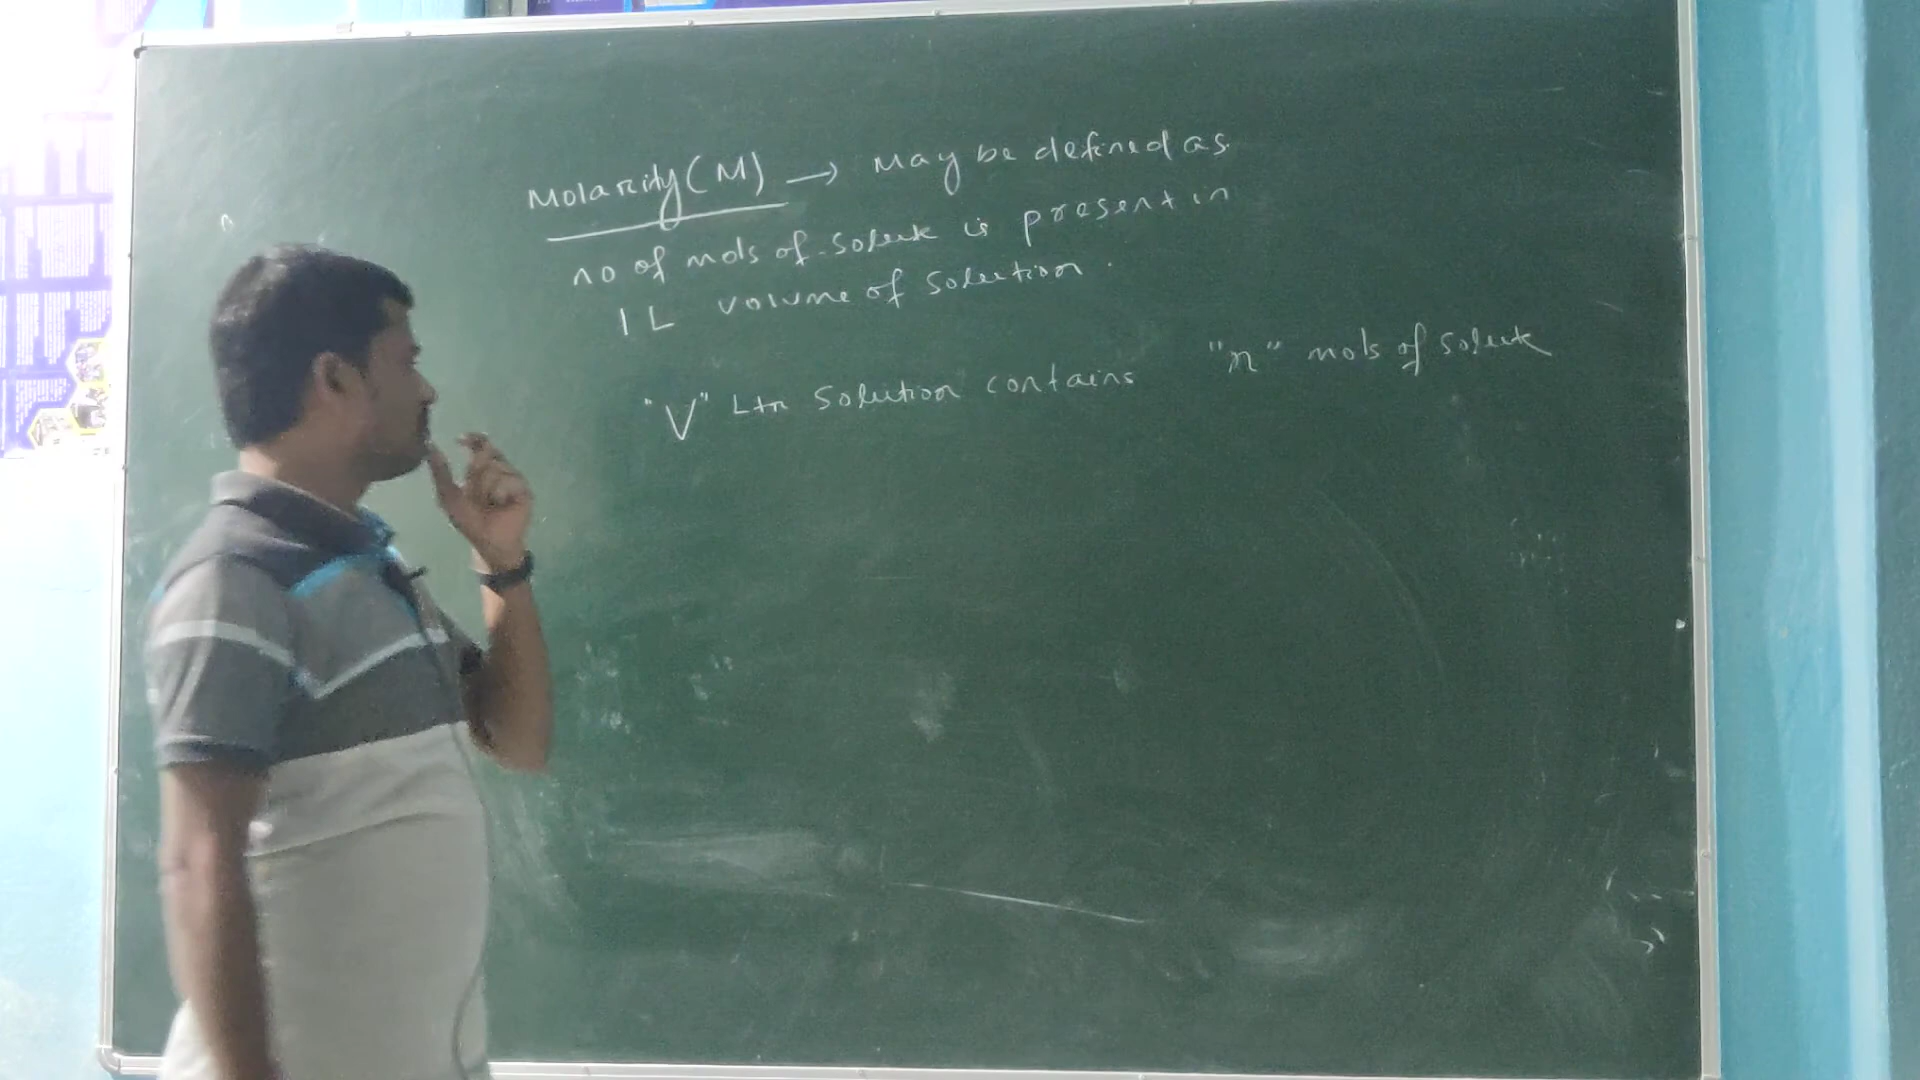 Molarity (M) → May be defined as
no of mols of solute is present in
1 L volume of solution.
"V" Ltr solution contains "n" mols of solute